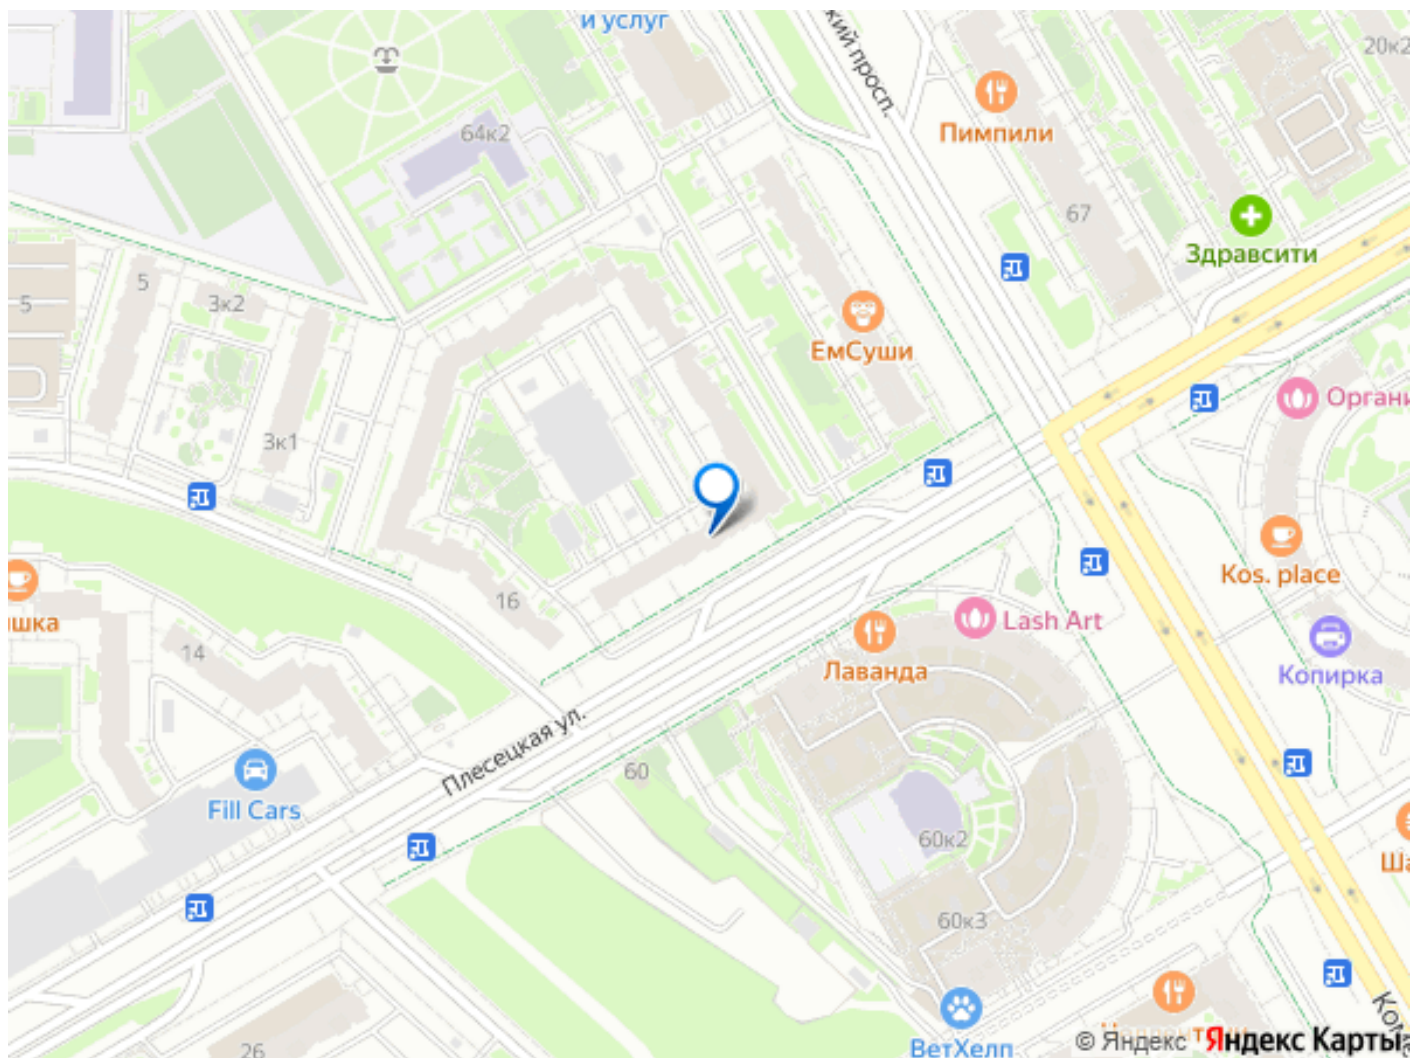 и услуг
кий просп.
20к2
Пимпили
64к2
67
Здравсити
5
3к2
5
ЕмСуши
Органи
3к1
Kos. place
16
шка
Lash Art
14
Лаванда
Копирка
Плесецкая ул.
60
Fill Cars
60к2
Ша
60к3
Ком
26
ВетХелп
© Яндекс Яндекс Карты